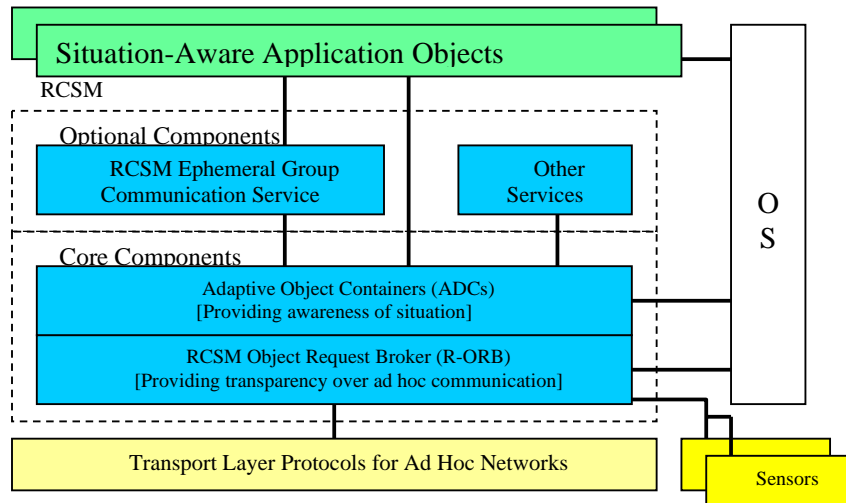 Situation-Aware Application Objects
RCSM
Optional Components
RCSM Ephemeral Group
Communication Service
Other
Services
O
S
Core Components
Adaptive Object Containers (ADCs)
[Providing awareness of situation]
RCSM Object Request Broker (R-ORB)
[Providing transparency over ad hoc communication]
Transport Layer Protocols for Ad Hoc Networks
Sensors